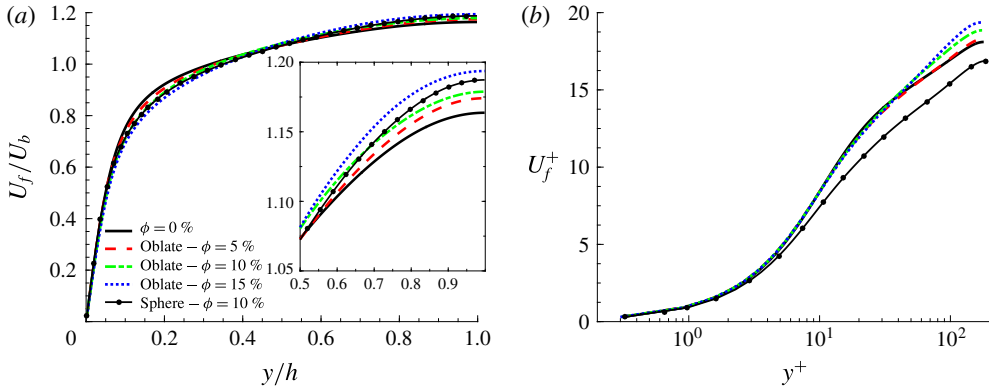 (a)
1.2
1.0
0.8
0.6
0.4
0.2
0
U_f/U_b
0
0.2
0.4
0.6
0.8
1.0
y/h
ϕ = 0 %
Oblate – ϕ = 5 %
Oblate – ϕ = 10 %
Oblate – ϕ = 15 %
Sphere – ϕ = 10 %
1.20
1.15
1.10
1.05
0.5
0.6
0.7
0.8
0.9
(b)
20
15
10
5
0
U_f^+
10^0
10^1
10^2
y^+